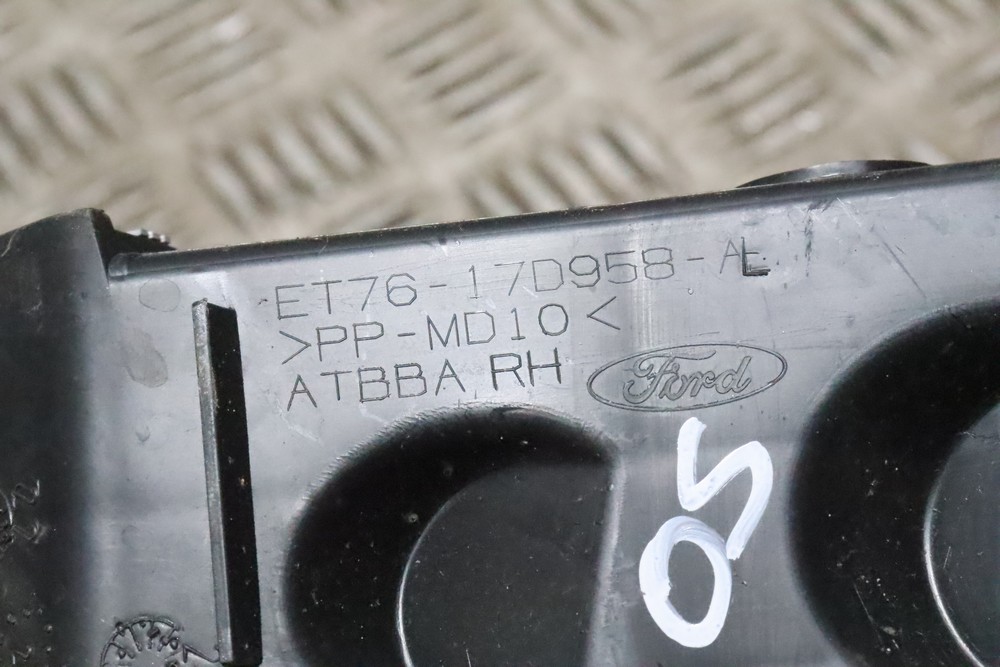 ET76-17D958-AL
>PP-MD10<
ATBBA RH
Ford
05